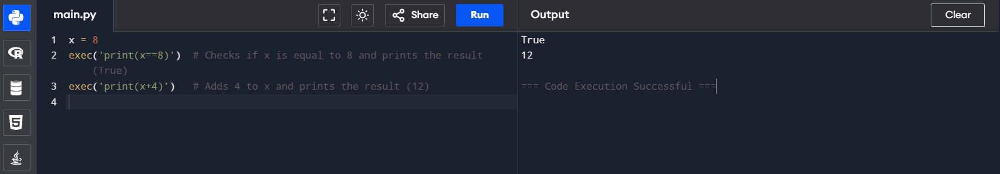 main.py
Share
Run
Output
Clear
1 x = 8
2 exec('print(x==8)')  # Checks if x is equal to 8 and prints the result
(True)
3 exec('print(x+4)')   # Adds 4 to x and prints the result (12)
4
True
12
=== Code Execution Successful ===